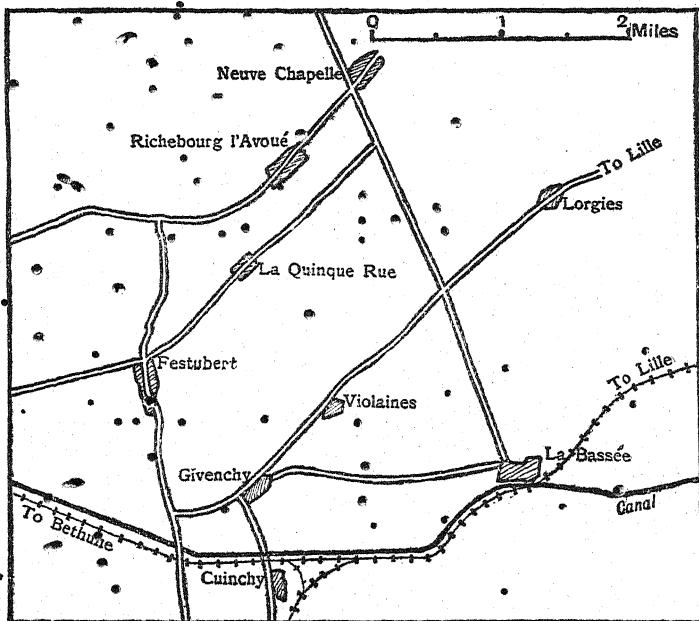 0 1 2 Miles
Neuve Chapelle
Richebourg l'Avoué
To Lille
Lorgies
La Quinque Rue
Festubert
To Lille
Violaines
La Bassée
Givenchy
Canal
To Bethune
Cuinchy